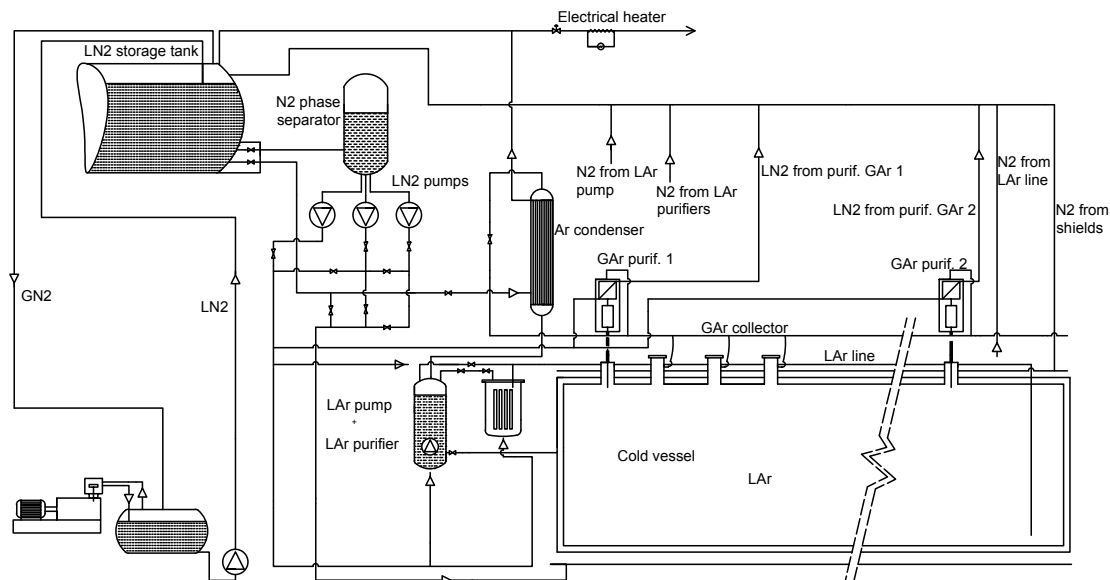 Electrical heater
LN2 storage tank
N2 phase
separator
LN2 pumps
N2 from LAr
pump
N2 from LAr
purifiers
LN2 from purif. GAr 1
LN2 from purif.
GAr 2
N2 from
LAr line
N2 from
shields
Ar condenser
GAr purif. 1
GAr purif. 2
GN2
LN2
GAr collector
LAr line
LAr pump
+
LAr purifier
Cold vessel
LAr